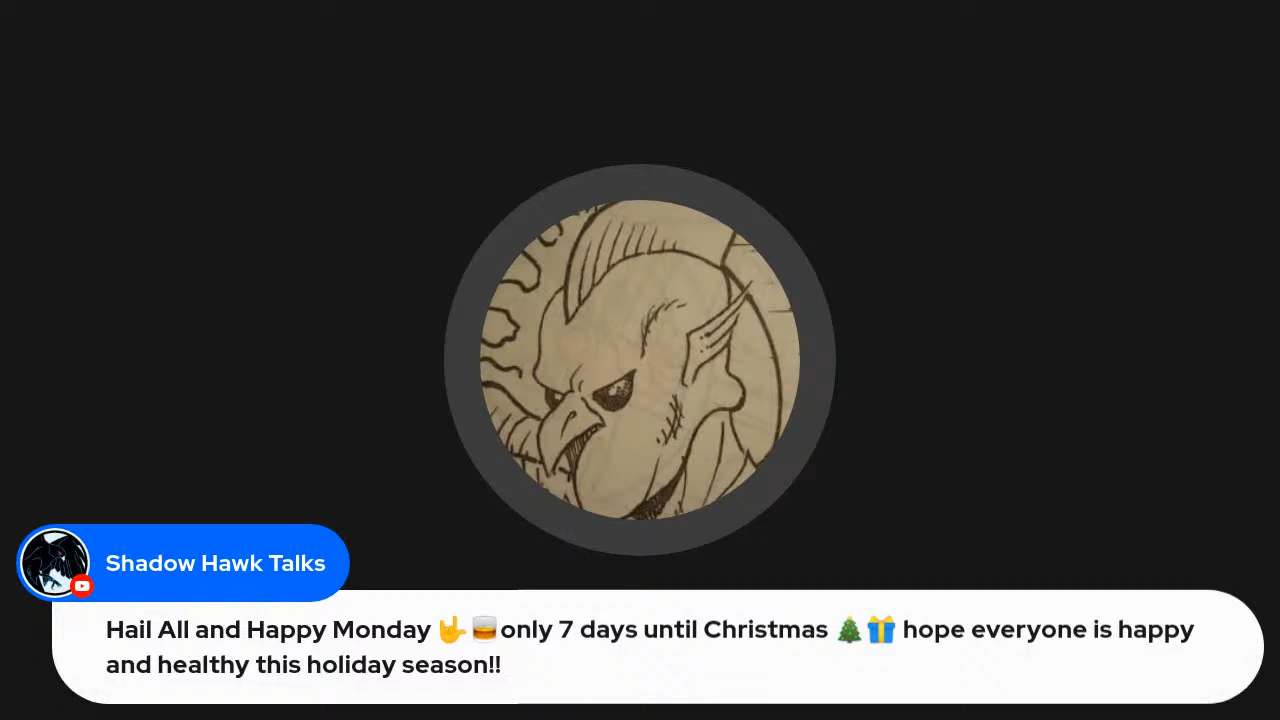 Shadow Hawk Talks
Hail All and Happy Monday 🤟🥃only 7 days until Christmas 🎄🎁 hope everyone is happy
and healthy this holiday season!!